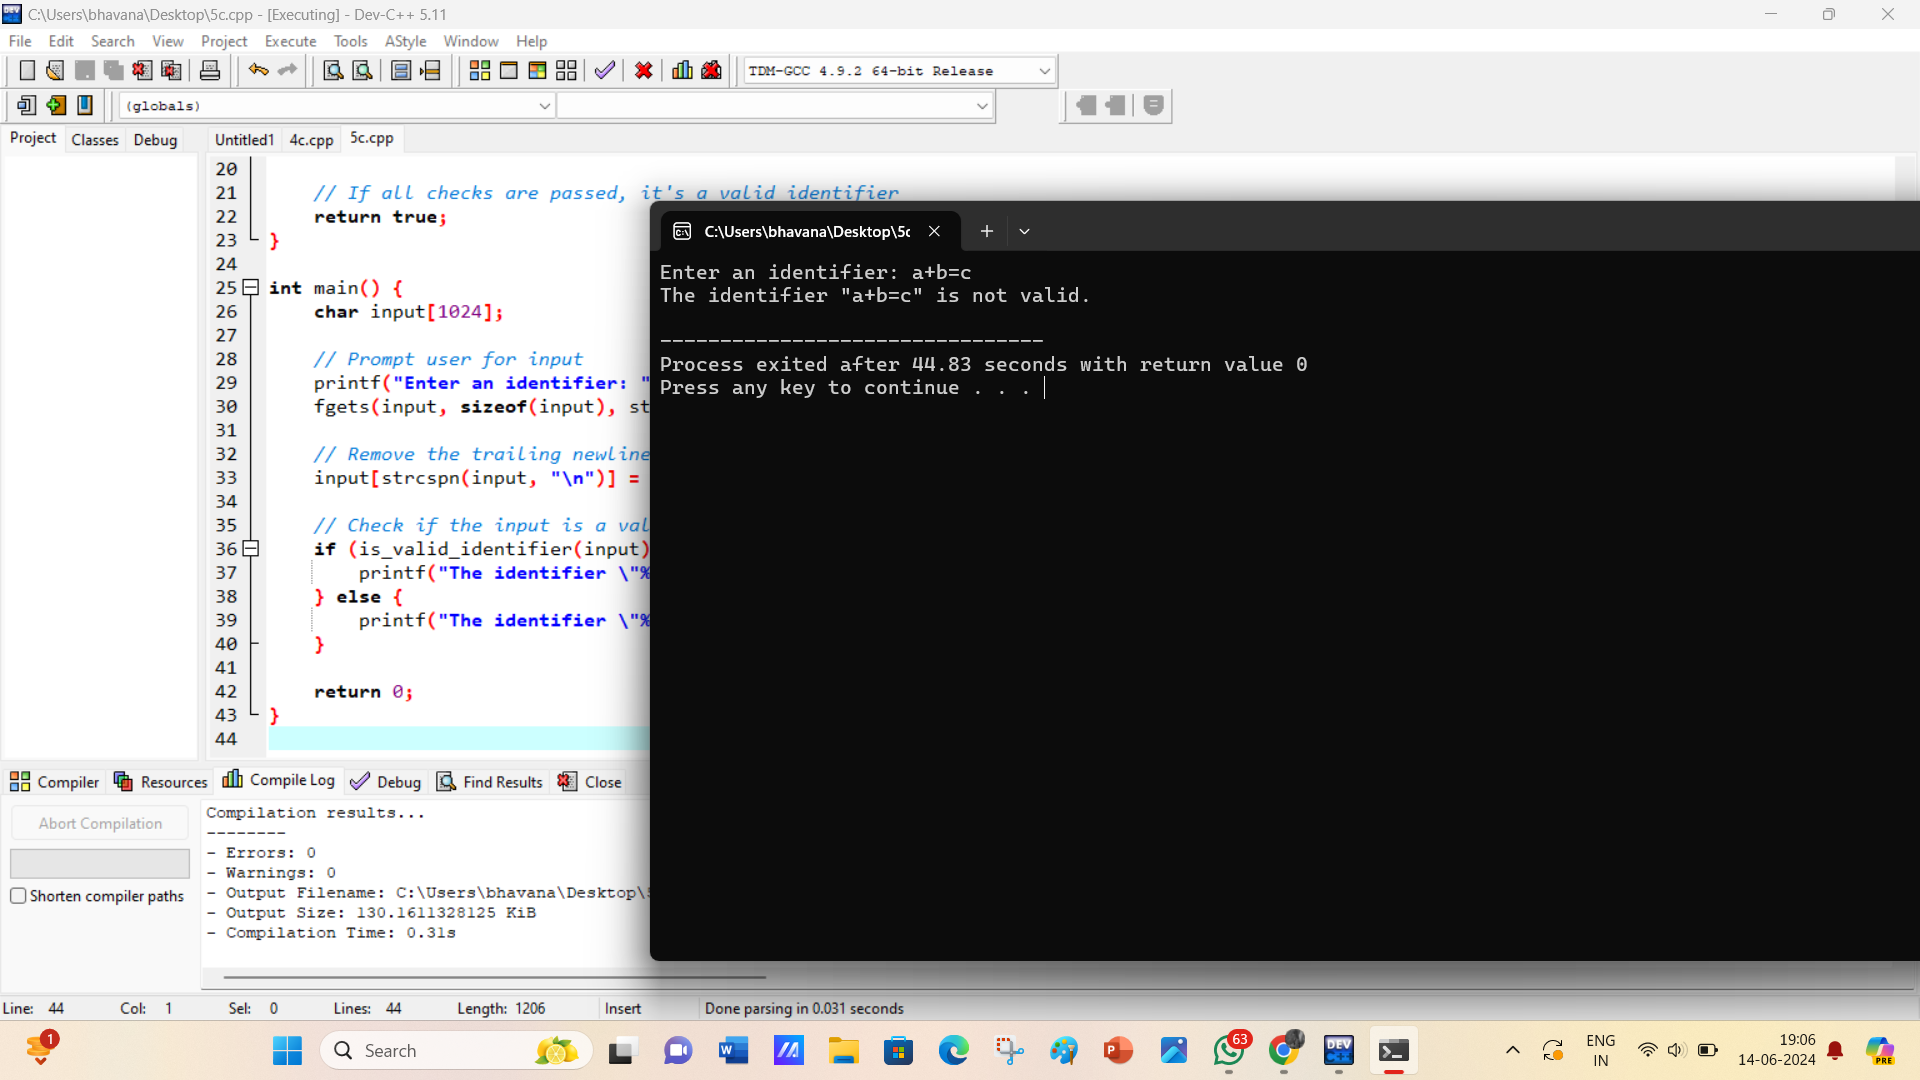 C:\Users\bhavana\Desktop\5c.cpp - [Executing] - Dev-C++ 5.11
File Edit Search View Project Execute Tools AStyle Window Help
TDM-GCC 4.9.2 64-bit Release
(globals)
Project Classes Debug Untitled1 4c.cpp 5c.cpp
20
21 // If all checks are passed, it's a valid identifier
22 return true;
23 }
24
25 int main() {
26 char input[1024];
27
28 // Prompt user for input
29 printf("Enter an identifier: "
30 fgets(input, sizeof(input), st
31
32 // Remove the trailing newline
33 input[strcspn(input, "\n")] =
34
35 // Check if the input is a val
36 if (is_valid_identifier(input)
37 printf("The identifier \"%
38 } else {
39 printf("The identifier \"%
40 }
41
42 return 0;
43 }
44
C:\Users\bhavana\Desktop\5c
Enter an identifier: a+b=c
The identifier "a+b=c" is not valid.
--------------------------------
Process exited after 44.83 seconds with return value 0
Press any key to continue . . .
Compiler Resources Compile Log Debug Find Results Close
Abort Compilation
Shorten compiler paths
Compilation results...
--------
- Errors: 0
- Warnings: 0
- Output Filename: C:\Users\bhavana\Desktop\5
- Output Size: 130.1611328125 KiB
- Compilation Time: 0.31s
Line: 44 Col: 1 Sel: 0 Lines: 44 Length: 1206 Insert Done parsing in 0.031 seconds
1
Search
63
DEV
C++
ENG
IN
19:06
14-06-2024
PRE